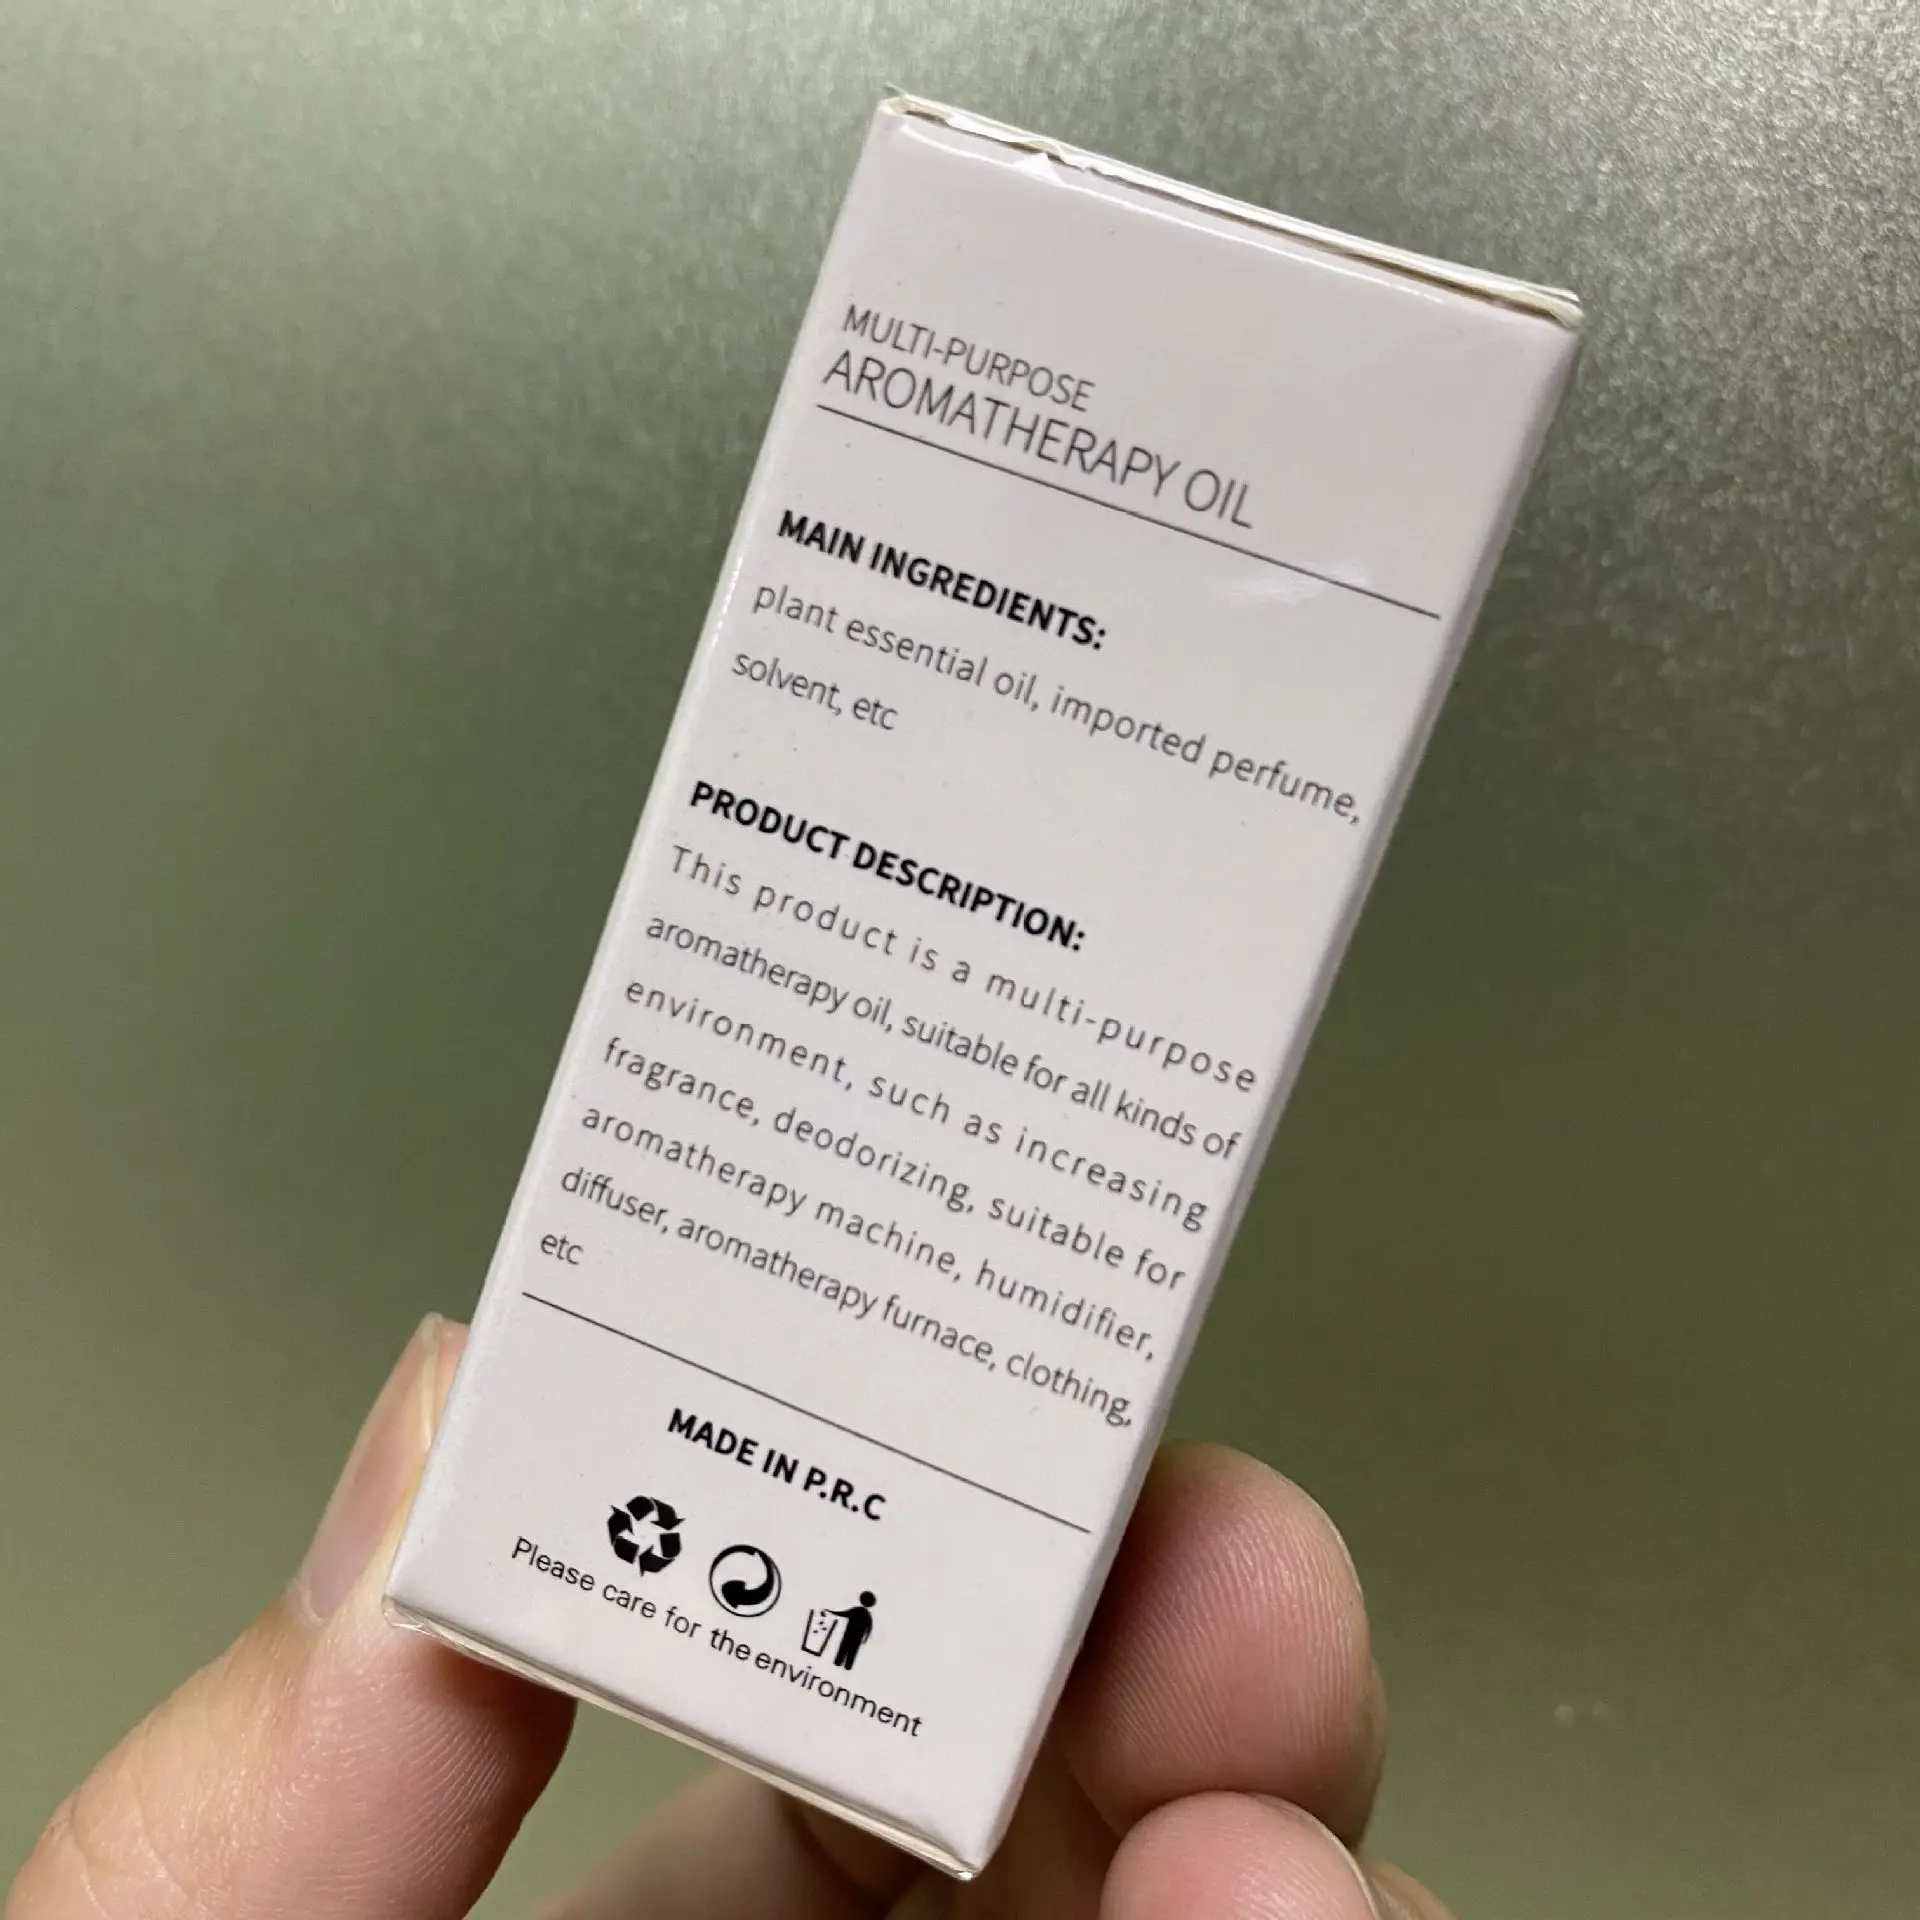 MULTI-PURPOSE
AROMATHERAPY OIL
MAIN INGREDIENTS:
plant essential oil, imported perfume,
solvent, etc
PRODUCT DESCRIPTION:
This product is a multi-purpose
aromatherapy oil, suitable for all kinds of
environment, such as increasing
fragrance, deodorizing, suitable for
aromatherapy machine, humidifier,
diffuser, aromatherapy furnace, clothing,
etc
MADE IN P.R.C
Please care for the environment